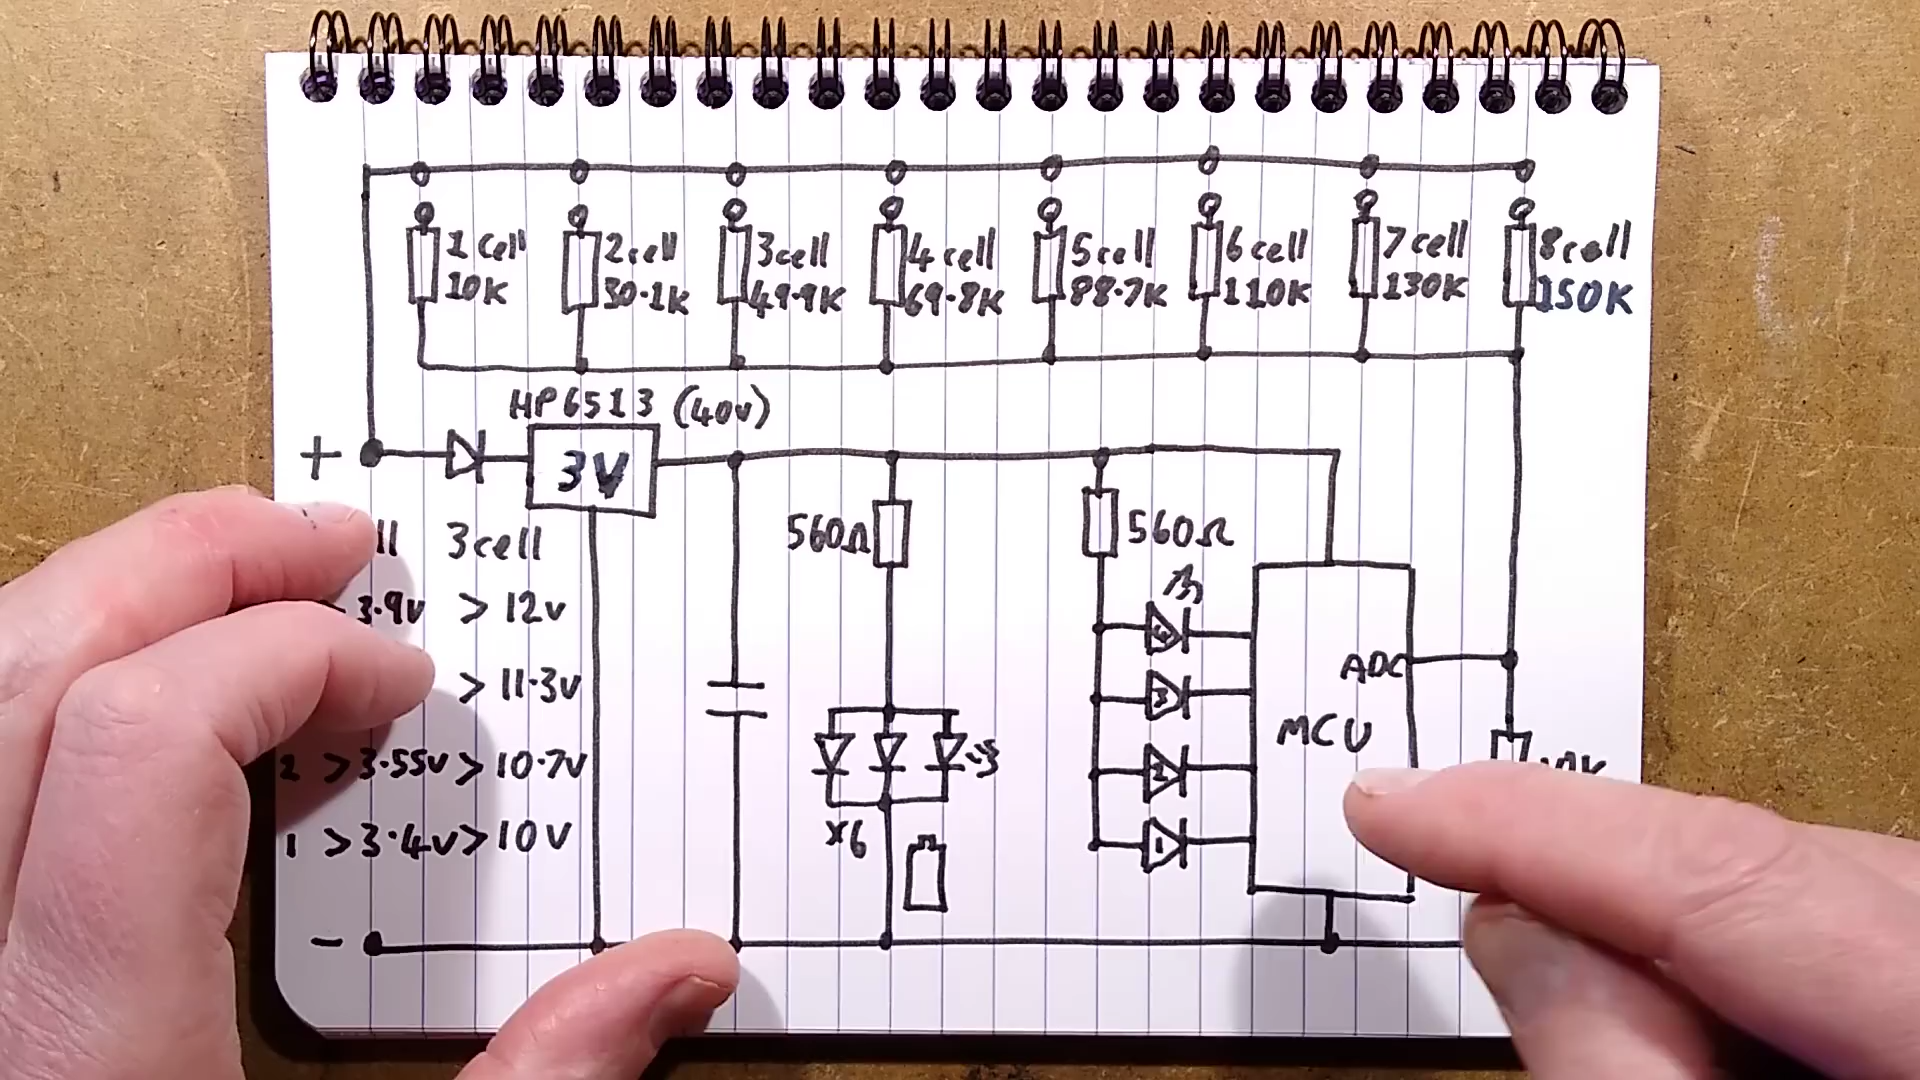 1 cell 2 cell 3 cell 4 cell 5 cell 6 cell 7 cell 8 cell
10K 30.1K 49.9K 69.8K 88.7K 110K 130K 150K
HP6513 (40v)
+ 3V
560Ω 560Ω
3 cell
3.9v > 12v
> 11.3v
2 > 3.55v > 10.7v
1 > 3.4v > 10v
4
3
2
1
ADC
MCU
x6
-